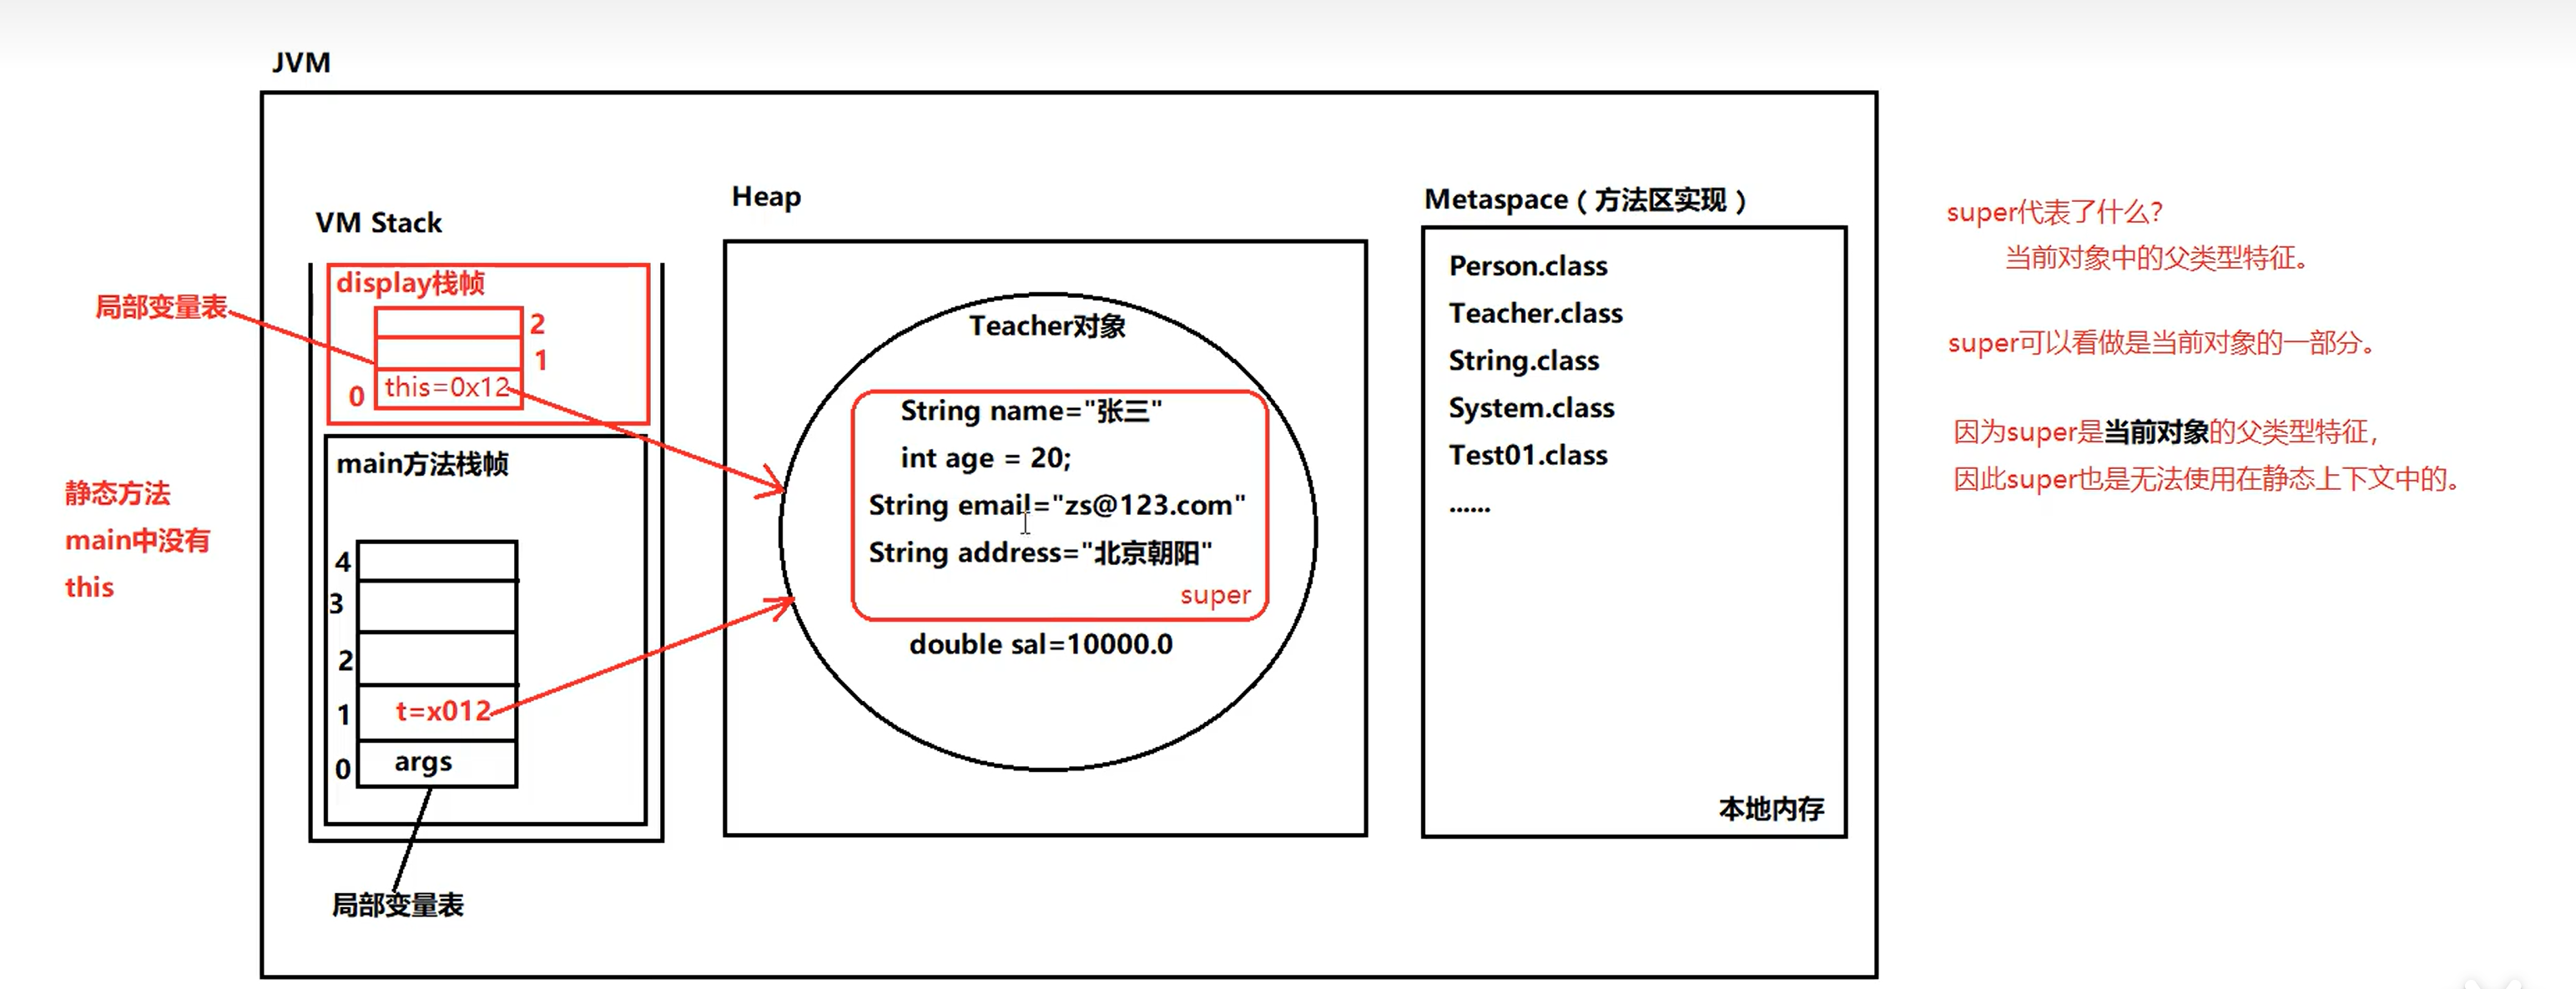 JVM
VM Stack
display栈帧
局部变量表
2
1
0
this=0x12
main方法栈帧
静态方法
main中没有
this
4
3
2
1
t=x012
0
args
局部变量表
Heap
Teacher对象
String name="张三"
int age = 20;
String email="zs@123.com"
String address="北京朝阳"
super
double sal=10000.0
Metaspace（方法区实现）
Person.class
Teacher.class
String.class
System.class
Test01.class
......
本地内存
super代表了什么？
当前对象中的父类型特征。
super可以看做是当前对象的一部分。
因为super是当前对象的父类型特征，
因此super也是无法使用在静态上下文中的。